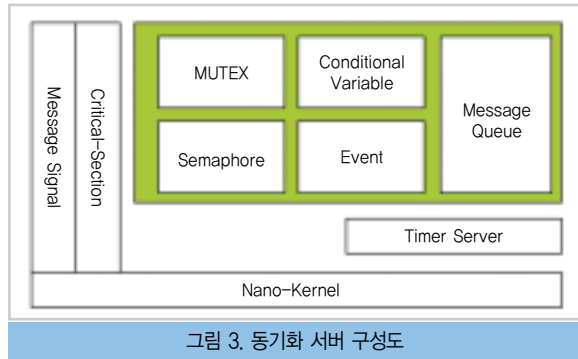 Message Signal
Critical-Section
MUTEX
Conditional
Variable
Semaphore
Event
Message
Queue
Timer Server
Nano-Kernel
그림 3. 동기화 서버 구성도